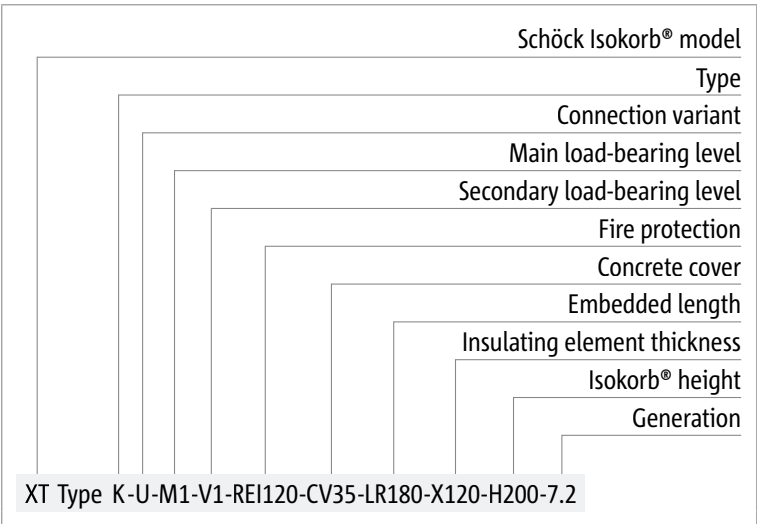 Schöck Isokorb® model
Type
Connection variant
Main load-bearing level
Secondary load-bearing level
Fire protection
Concrete cover
Embedded length
Insulating element thickness
Isokorb® height
Generation
XT Type K-U-M1-V1-REI120-CV35-LR180-X120-H200-7.2